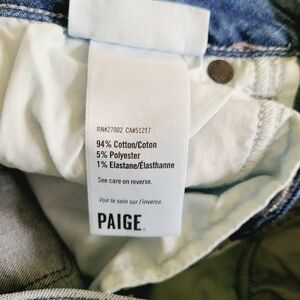 RN#27002 CA#51217
94% Cotton/Coton
5% Polyester
1% Elastane/Élasthanne
See care on reverse.
Voir le soin sur l'inverse.
PAIGE